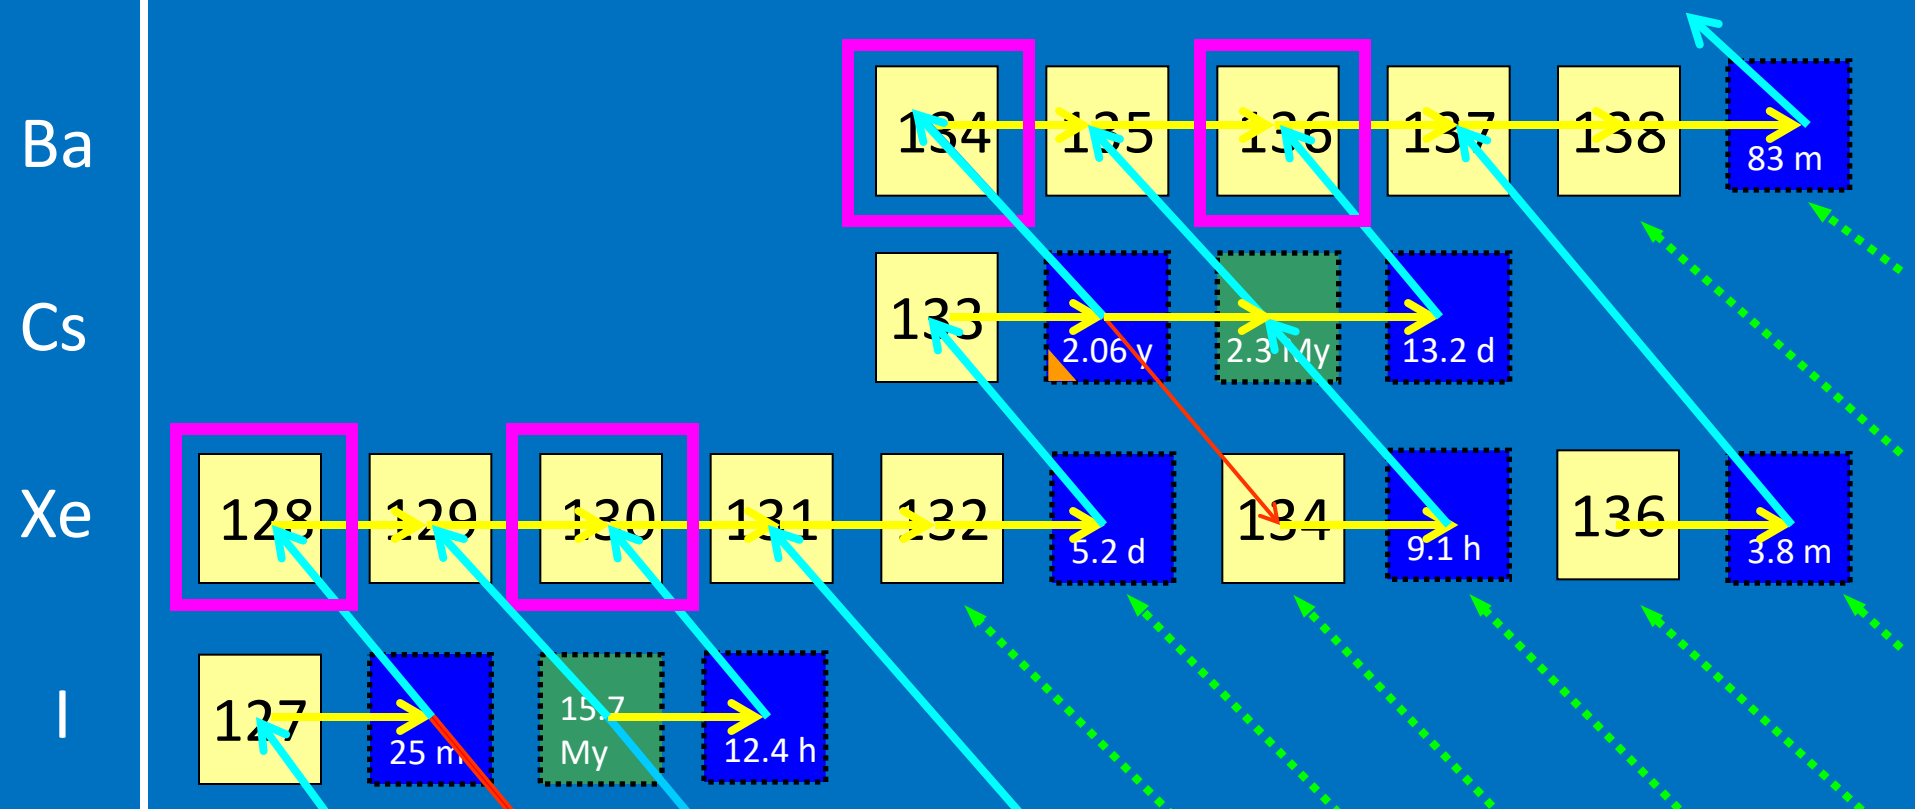 Ba
134 135 136 137 138
83 m
Cs
133
2.06 y 2.3 My 13.2 d
Xe
128 129 130 131 132 134 136
5.2 d 9.1 h 3.8 m
I
127
15.7
25 m My 12.4 h